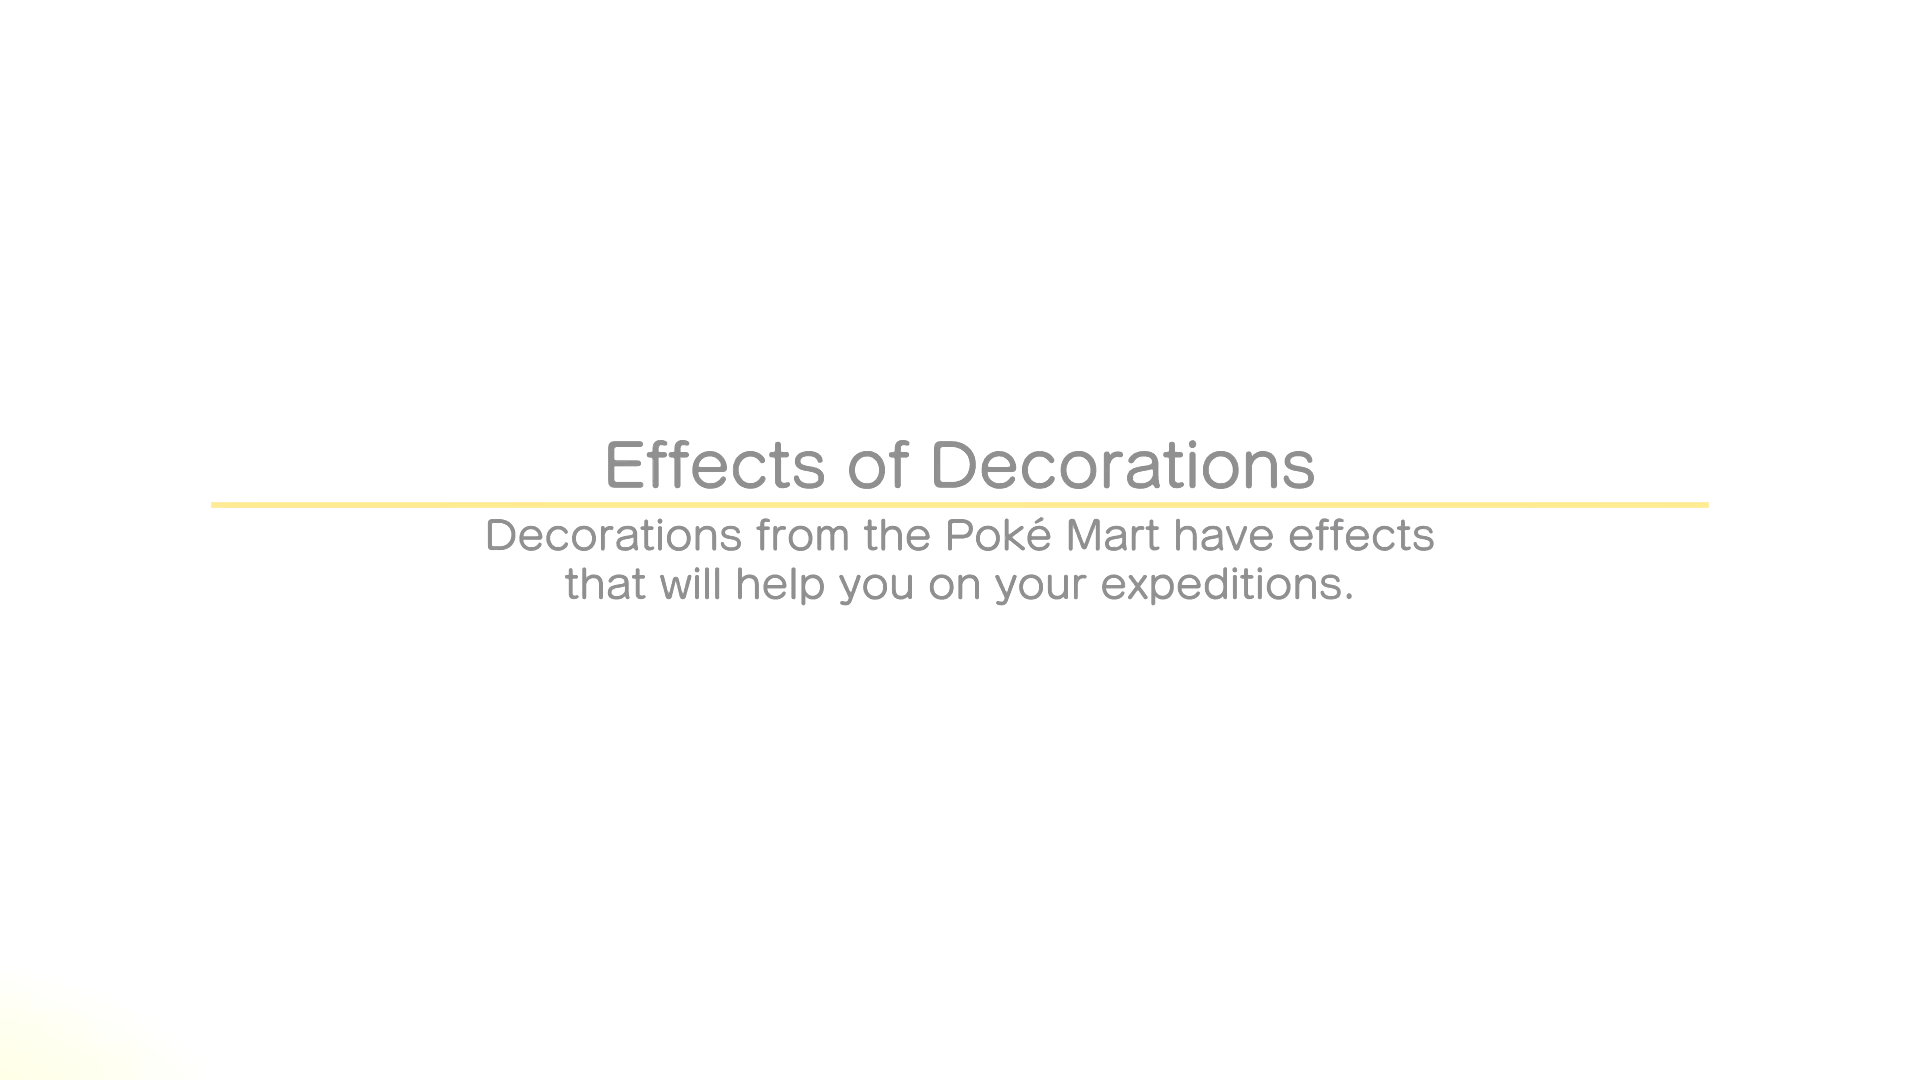 Effects of Decorations
Decorations from the Poké Mart have effects
that will help you on your expeditions.